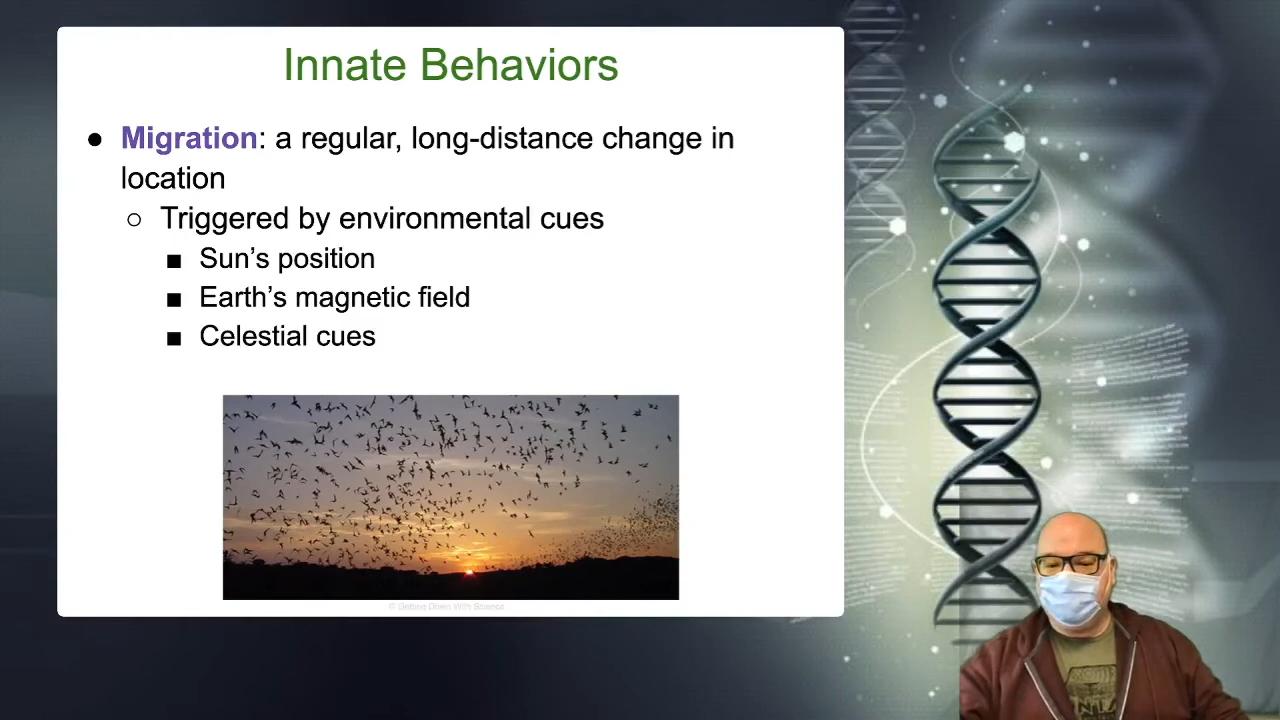 Innate Behaviors
● Migration: a regular, long-distance change in
location
○ Triggered by environmental cues
■ Sun's position
■ Earth's magnetic field
■ Celestial cues